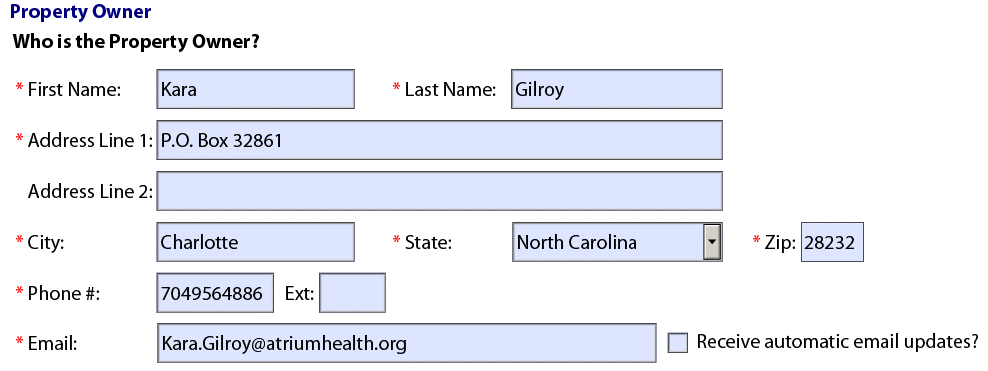 Property Owner
Who is the Property Owner?
* First Name: Kara * Last Name: Gilroy
* Address Line 1: P.O. Box 32861
Address Line 2:
* City: Charlotte * State: North Carolina * Zip: 28232
* Phone #: 7049564886 Ext:
* Email: Kara.Gilroy@atriumhealth.org Receive automatic email updates?